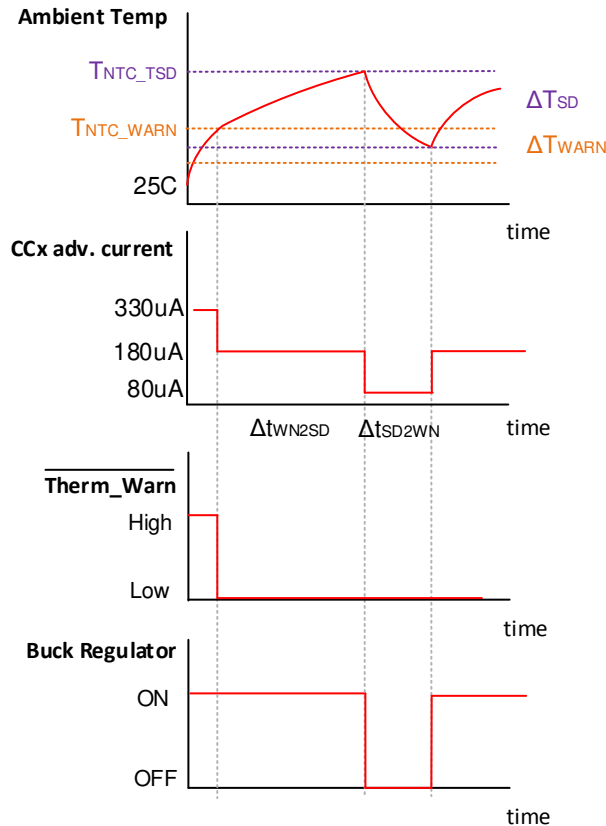 Ambient Temp
TNTC_TSD
ΔTSD
TNTC_WARN
ΔTWARN
25C
time
CCx adv. current
330uA
180uA
80uA
ΔtWN2SD
ΔtSD2WN
time
Therm_Warn
High
Low
time
Buck Regulator
ON
OFF
time